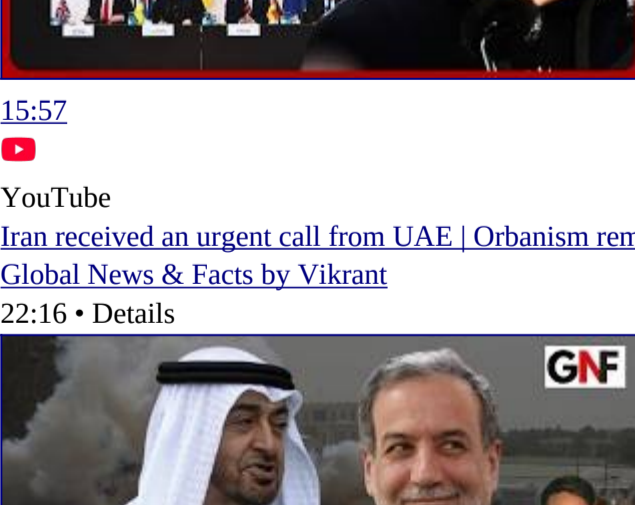 15:57
YouTube
Iran received an urgent call from UAE | Orbanism rem
Global News & Facts by Vikrant
22:16 • Details
GNF